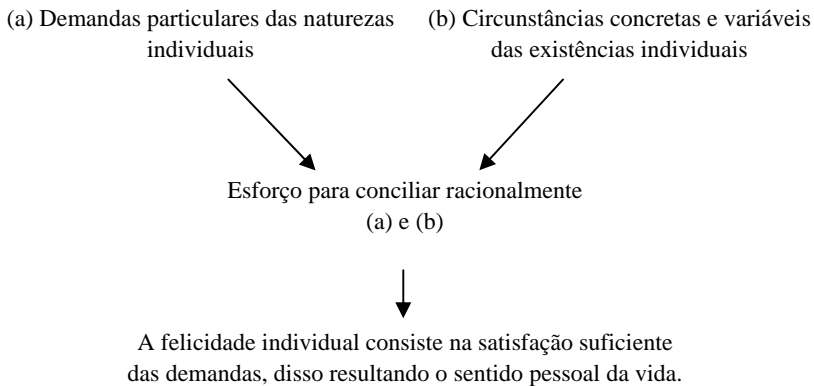 (a) Demandas particulares das naturezas
individuais
(b) Circunstâncias concretas e variáveis
das existências individuais
Esforço para conciliar racionalmente
(a) e (b)
A felicidade individual consiste na satisfação suficiente
das demandas, disso resultando o sentido pessoal da vida.